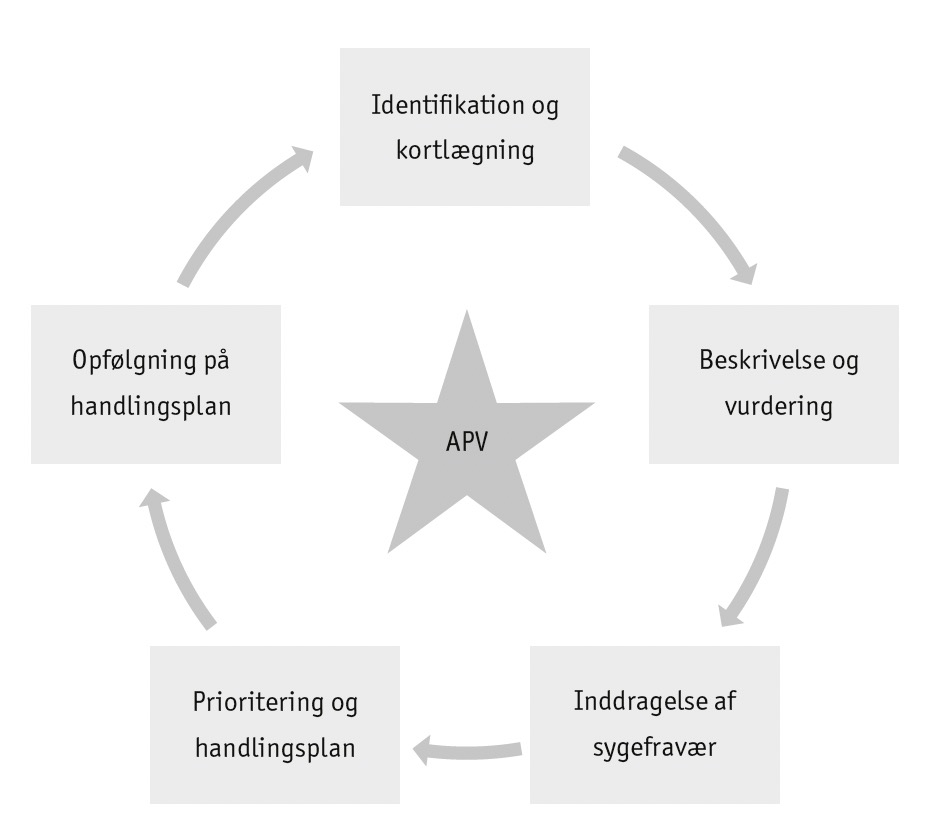 Identifikation og
kortlægning
Beskrivelse og
vurdering
Inddragelse af
sygefravær
Prioritering og
handlingsplan
Opfølgning på
handlingsplan
APV